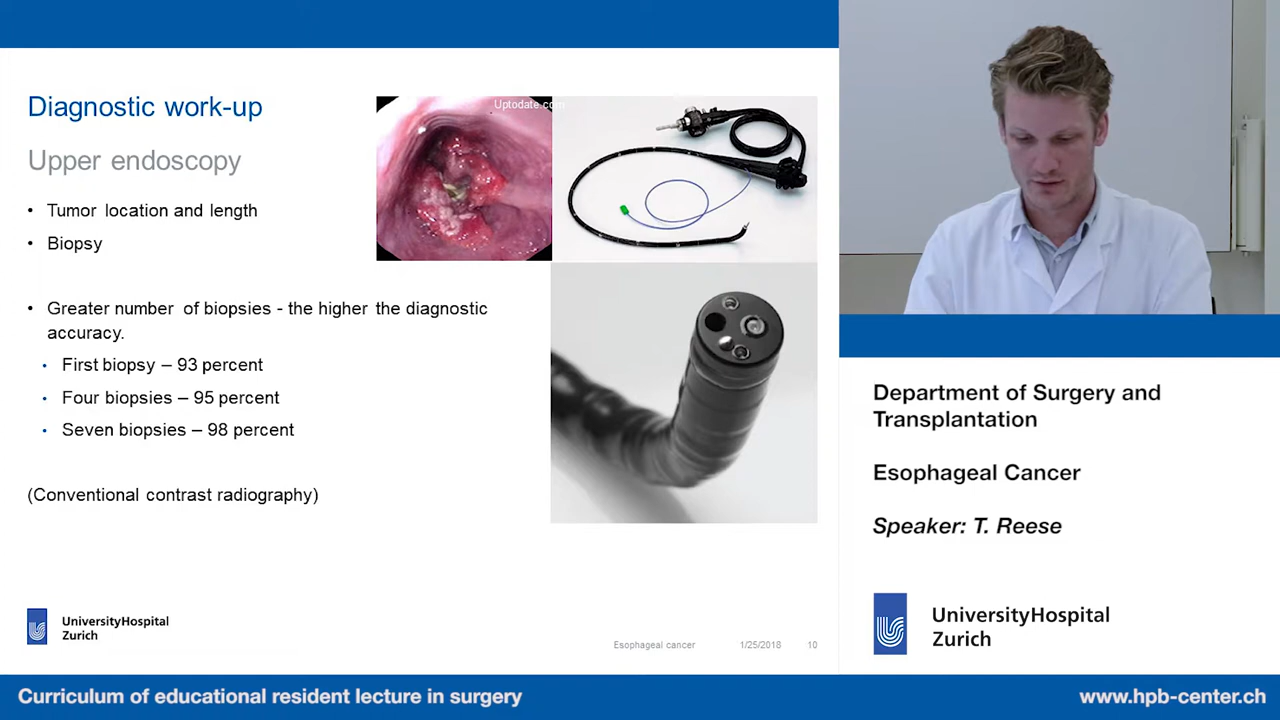 Diagnostic work-up
Uptodate.com
Upper endoscopy
• Tumor location and length
• Biopsy
• Greater number of biopsies - the higher the diagnostic
accuracy.
• First biopsy – 93 percent
• Four biopsies – 95 percent
• Seven biopsies – 98 percent
(Conventional contrast radiography)
UniversityHospital
Zurich
Esophageal cancer 1/25/2018 10
Department of Surgery and
Transplantation
Esophageal Cancer
Speaker: T. Reese
UniversityHospital
Zurich
Curriculum of educational resident lecture in surgery
www.hpb-center.ch